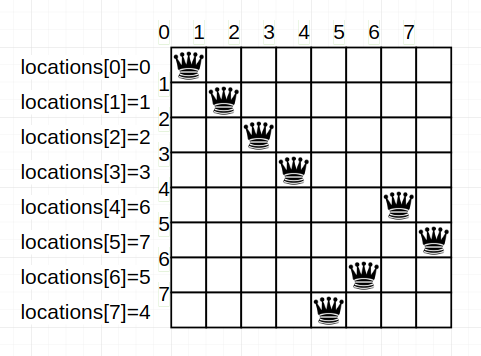 0 1 2 3 4 5 6 7
locations[0]=0
1
locations[1]=1
2
locations[2]=2
3
locations[3]=3
4
locations[4]=6
5
locations[5]=7
6
locations[6]=5
7
locations[7]=4